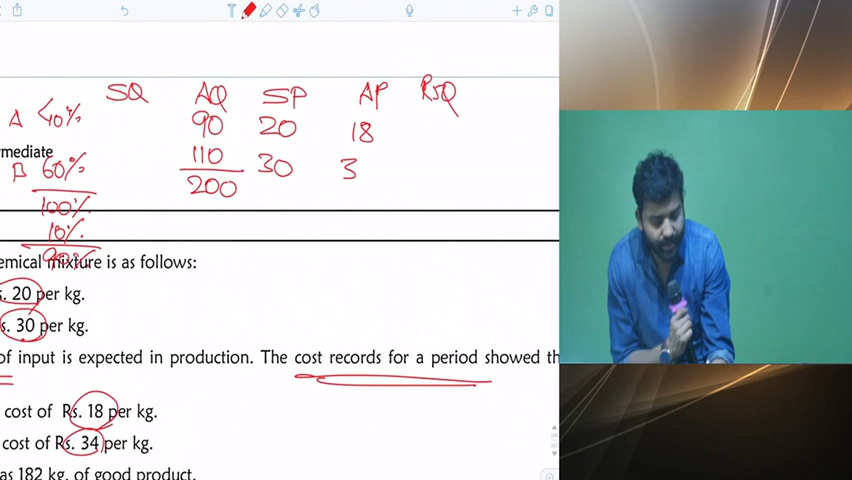 SQ AQ SP AP RSQ
A 40% 90 20 18
rmediate
B 60% 110 30 3
100% 200
10%
90%
emical mixture is as follows:
s. 20 per kg.
s. 30 per kg.
of input is expected in production. The cost records for a period showed th
cost of Rs. 18 per kg.
cost of Rs. 34 per kg.
as 182 kg. of good product.